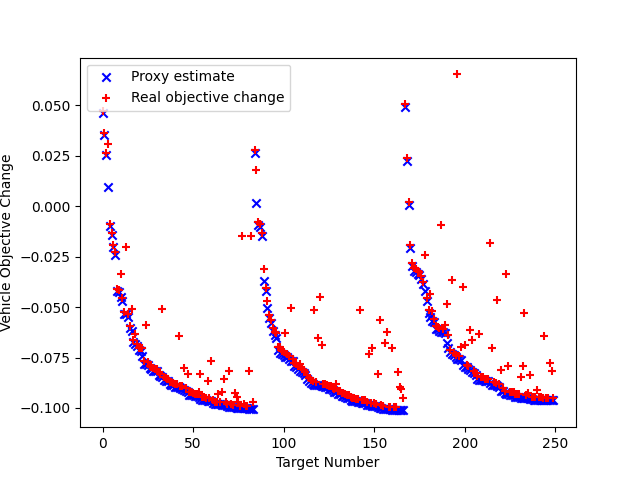 Proxy estimate
Real objective change
Vehicle Objective Change
0.050
0.025
0.000
−0.025
−0.050
−0.075
−0.100
0 50 100 150 200 250
Target Number